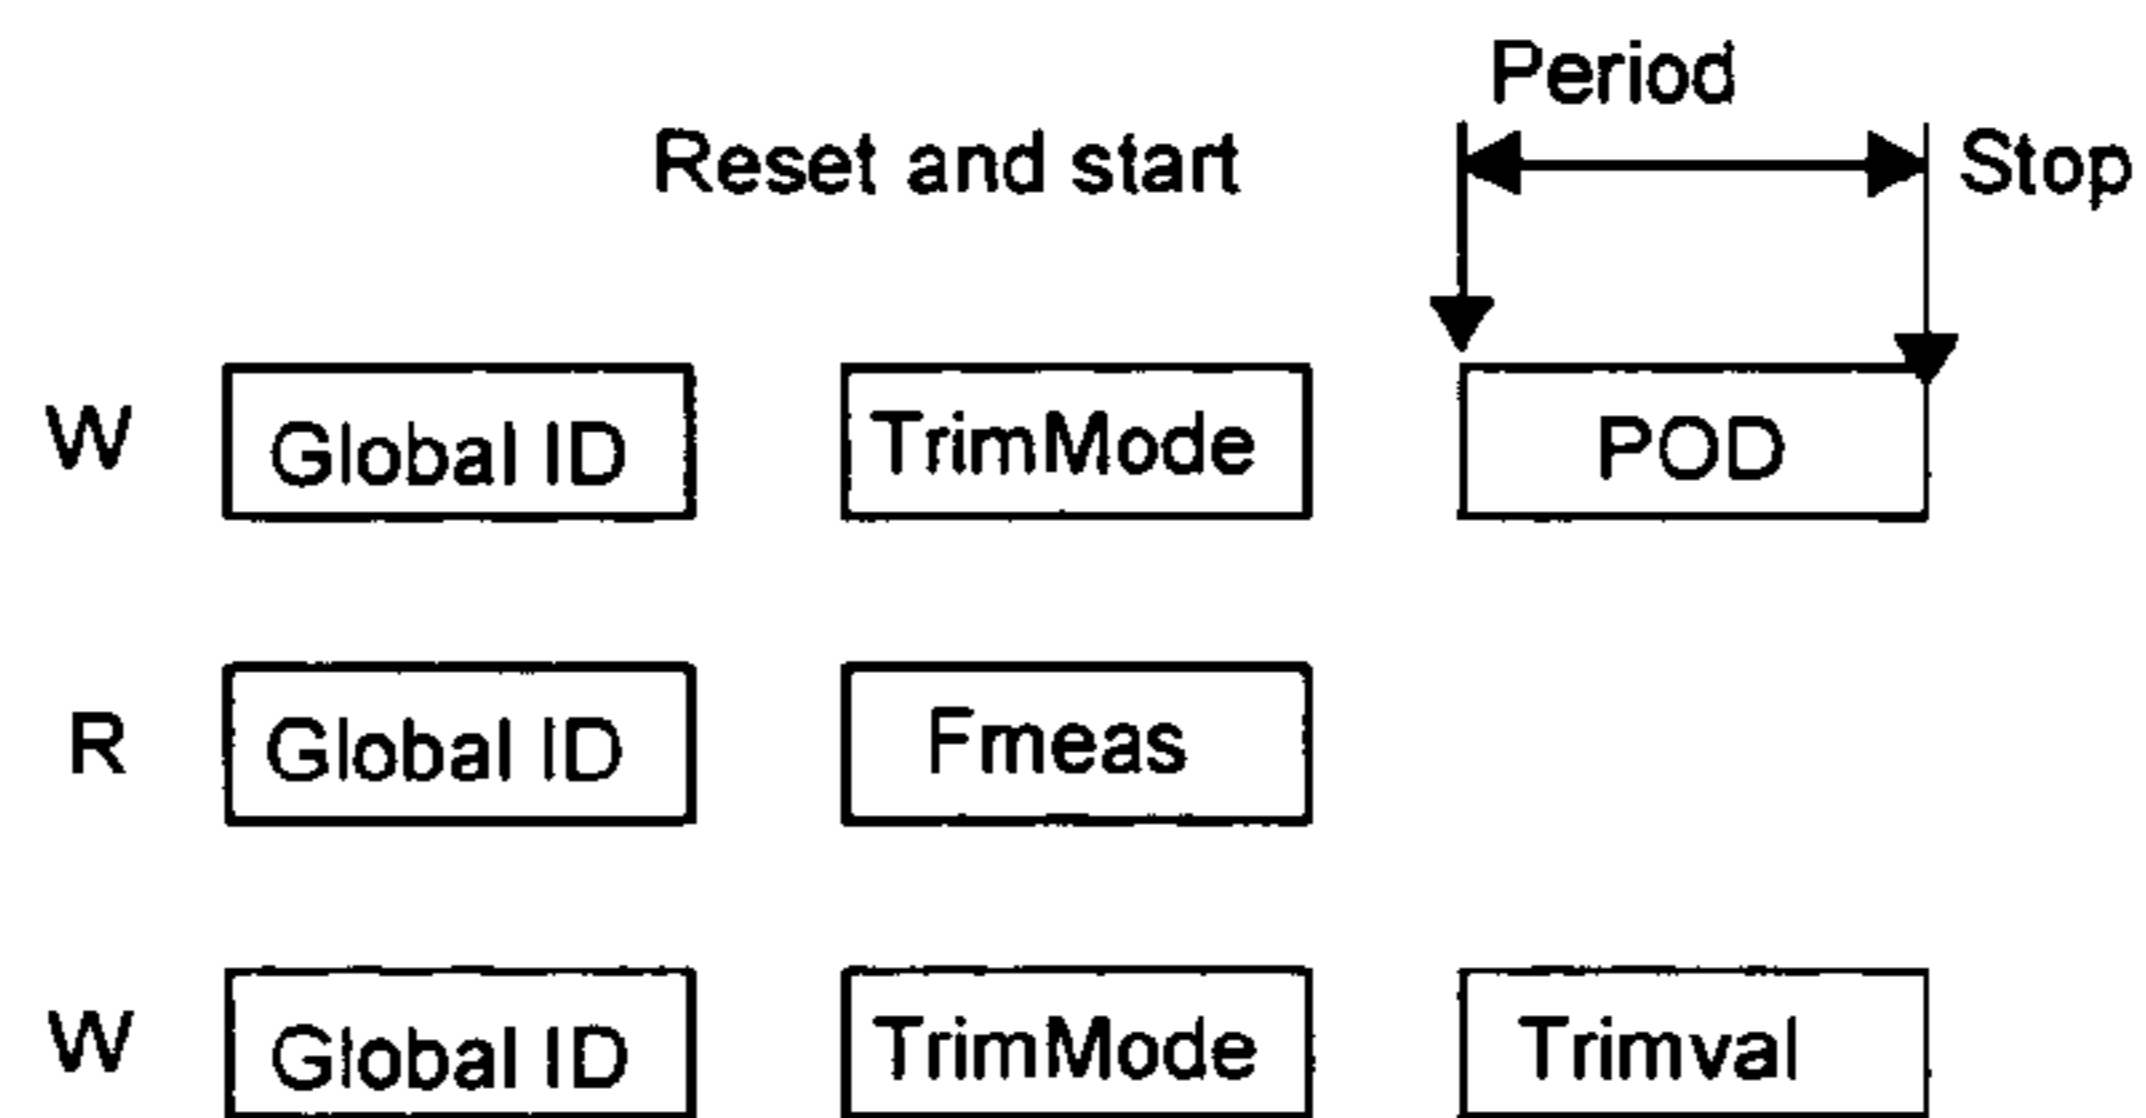 Period
Reset and start Stop
W Global ID TrimMode POD
R Global ID Fmeas
W Global ID TrimMode Trimval